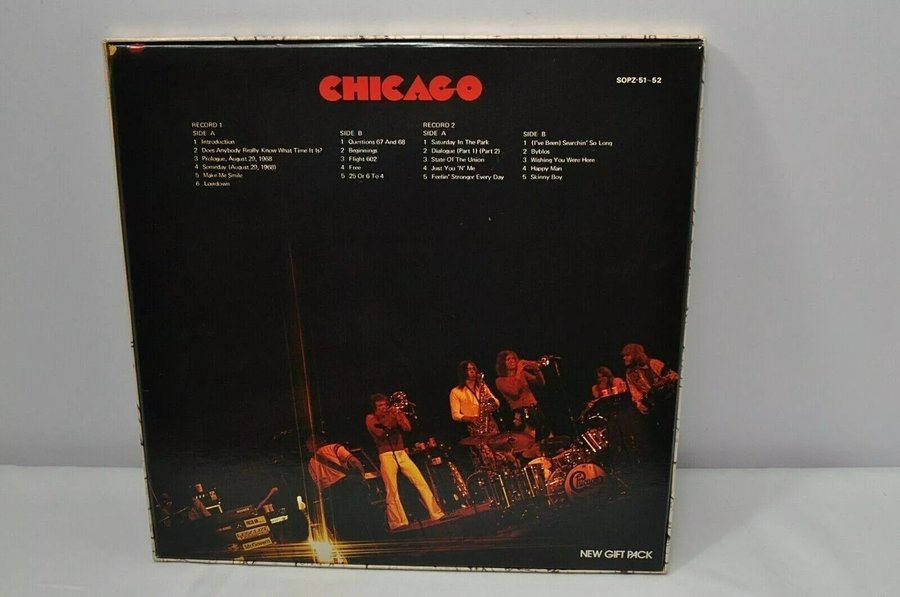 CHICAGO
SOPZ-51~52
RECORD 1
SIDE A
1 Introduction
2 Does Anybody Really Know What Time It Is?
3 Prologue, August 29, 1968
4 Someday (August 29, 1968)
5 Make Me Smile
6 Lowdown
SIDE B
1 Questions 67 And 68
2 Beginnings
3 Flight 602
4 Free
5 25 Or 6 To 4
RECORD 2
SIDE A
1 Saturday In The Park
2 Dialogue (Part 1) (Part 2)
3 State Of The Union
4 Just You 'N' Me
5 Feelin' Stronger Every Day
SIDE B
1 (I've Been) Searchin' So Long
2 Byblos
3 Wishing You Were Here
4 Happy Man
5 Skinny Boy
Chicago
NEW GIFT PACK